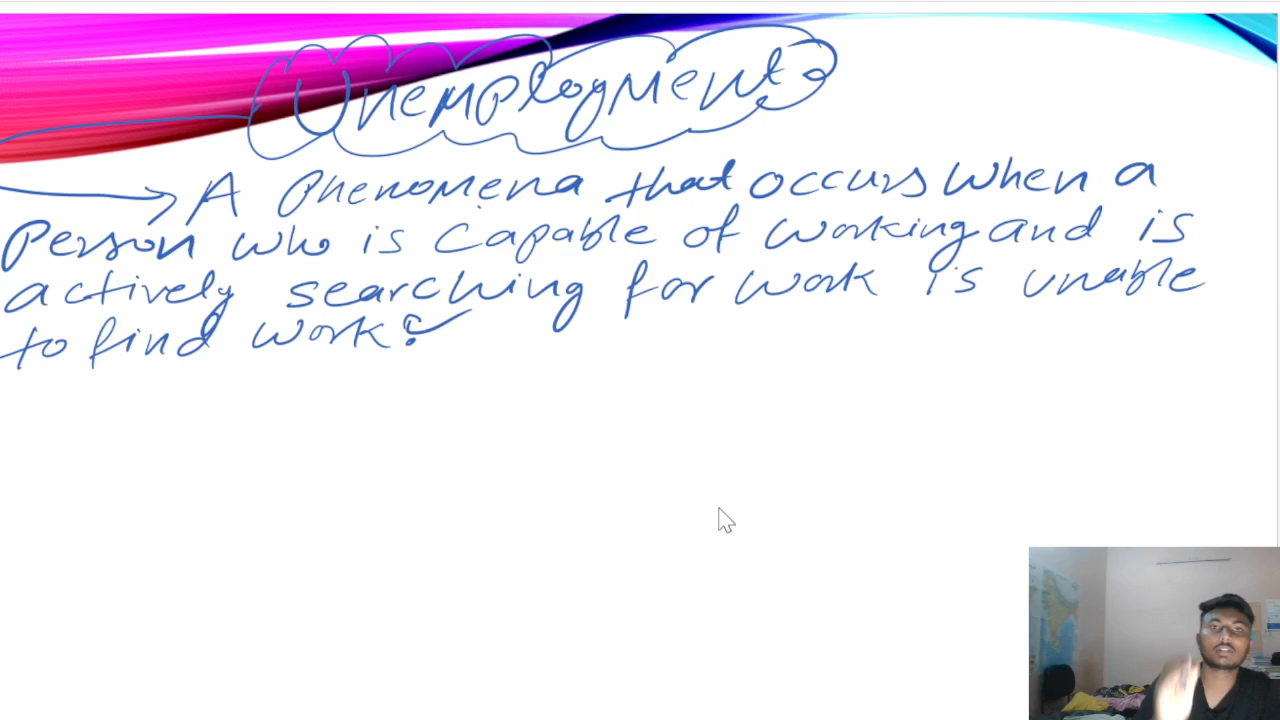 Unemployment
A Phenomena that occurs when a
Person who is capable of working and is
actively searching for work is unable
to find work.